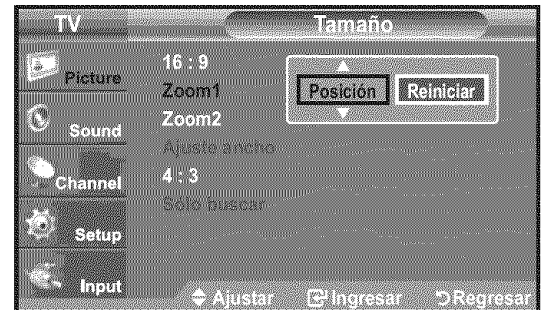 TV
Tamaño
Picture
Sound
Channel
Setup
Input
16 : 9
Zoom1
Zoom2
Ajuste ancho
4 : 3
Sólo buscar
Posición
Reiniciar
Ajustar
Ingresar
Regresar